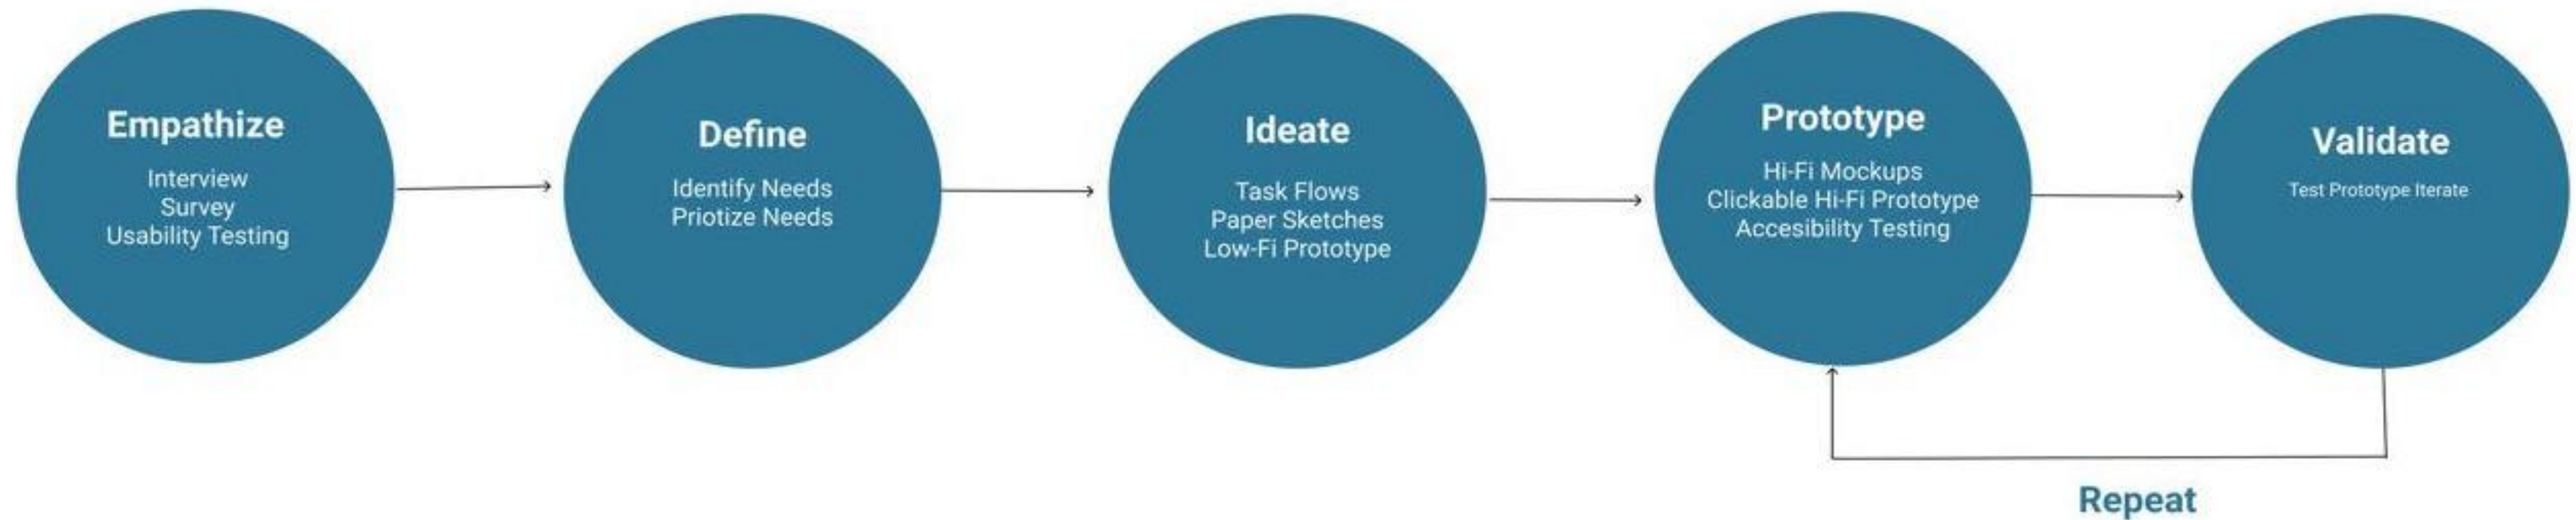 Empathize
Interview
Survey
Usability Testing
Define
Identify Needs
Priotize Needs
Ideate
Task Flows
Paper Sketches
Low-Fi Prototype
Prototype
Hi-Fi Mockups
Clickable Hi-Fi Prototype
Accesibility Testing
Validate
Test Prototype Iterate
Repeat